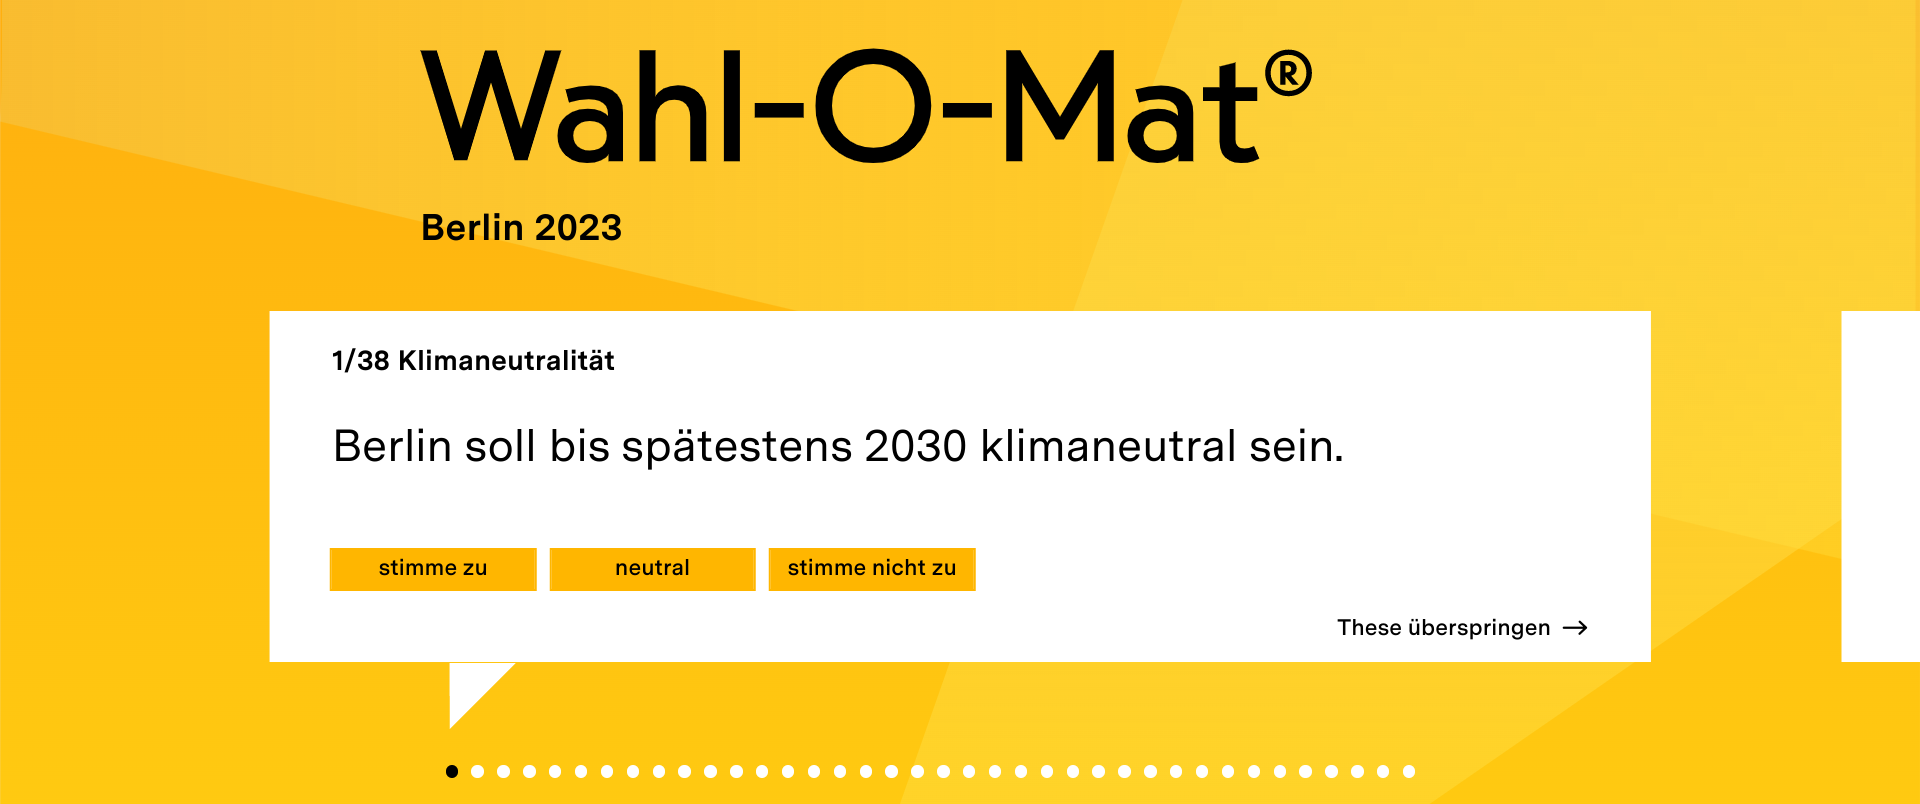 Wahl-O-Mat®
Berlin 2023
1/38 Klimaneutralität
Berlin soll bis spätestens 2030 klimaneutral sein.
stimme zu
neutral
stimme nicht zu
These überspringen →